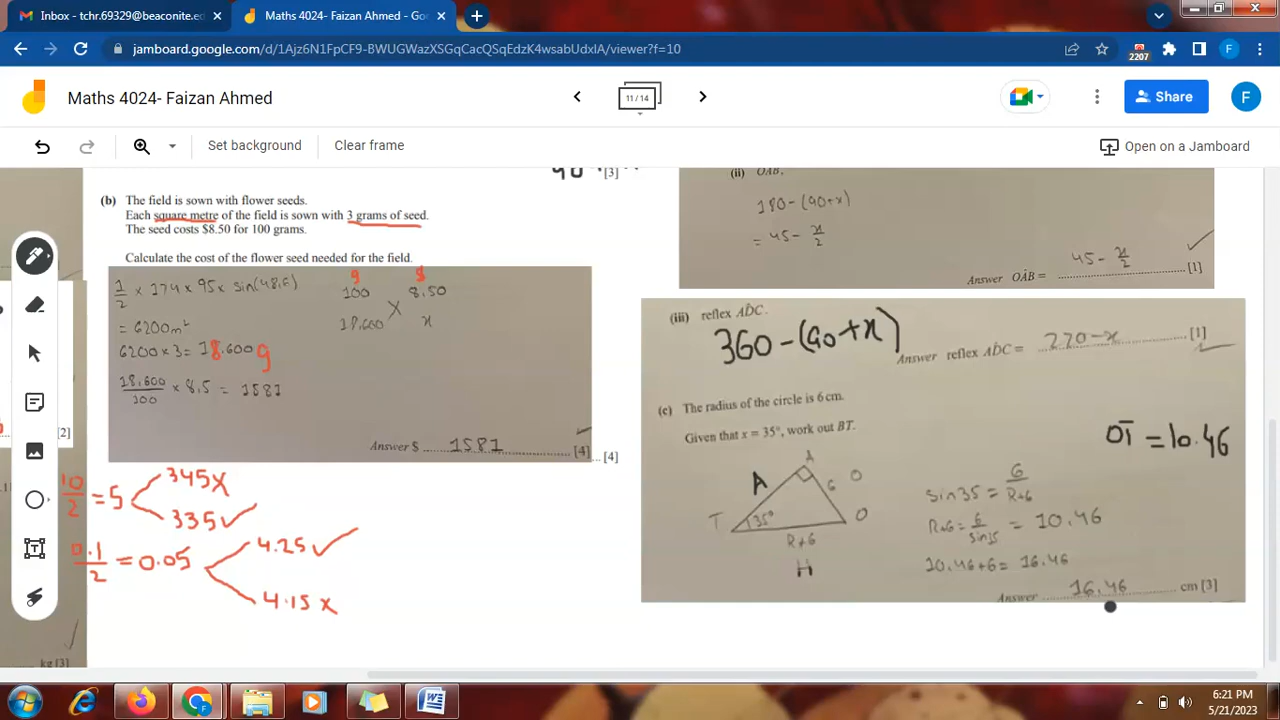 Inbox - tchr.69329@beaconite.ed
Maths 4024- Faizan Ahmed - Goo
jamboard.google.com/d/1Ajz6N1FpCF9-BWUGWazXSGqCacQSqEdzK4wsabUdxIA/viewer?f=10
2207
F
Maths 4024- Faizan Ahmed
11 / 14
Share
F
Set background
Clear frame
Open on a Jamboard
[3]
(b) The field is sown with flower seeds.
Each square metre of the field is sown with 3 grams of seed.
The seed costs $8.50 for 100 grams.
Calculate the cost of the flower seed needed for the field.
1/2 × 174 × 95 × sin(48.6)
= 6200m²
6200 × 3 = 18.600 g
18.600/100 × 8.5 = 1581
g $
100 8.50
×
18.600 x
Answer $ 1581 [4]
[4]
[2]
10/2 = 5
345 ×
335 ✓
0.1/2 = 0.05
4.25 ✓
4.15 ×
kg [3]
(ii) OÂB.
180 - (90+x)
= 45 - x/2
45 - x/2
Answer OÂB = [1]
(iii) reflex AD̂C.
360 - (90 + x)
Answer reflex AD̂C = 270 - x [1]
(c) The radius of the circle is 6 cm.
Given that x = 35°, work out BT.
OT = 10.46
A
A
6
O
T
35°
O
R+6
H
sin35 = 6/R+6
R+6 = 6/sin35 = 10.46
10.46 + 6 = 16.46
Answer 16.46 cm [3]
6:21 PM
5/21/2023